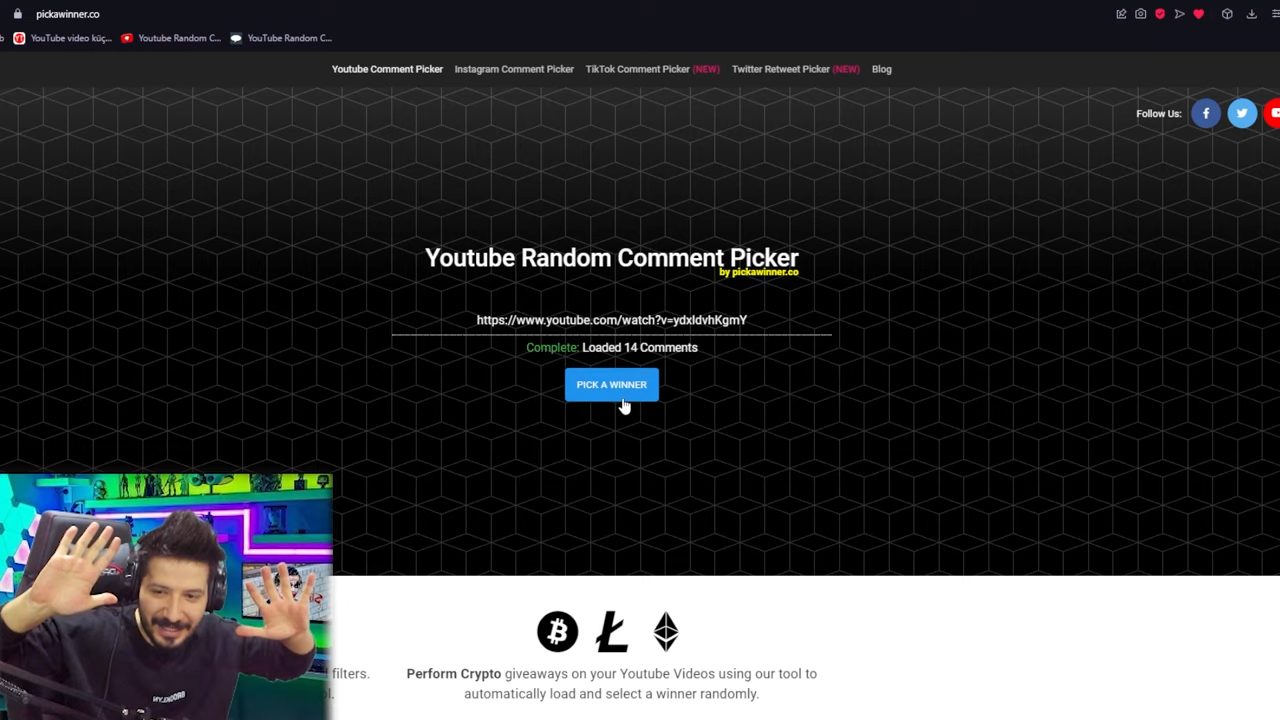 pickawinner.co
YouTube video küç...
Youtube Random C...
YouTube Random C...
Youtube Comment Picker
Instagram Comment Picker
TikTok Comment Picker (NEW)
Twitter Retweet Picker (NEW)
Blog
Follow Us:
Youtube Random Comment Picker
by pickawinner.co
https://www.youtube.com/watch?v=ydxIdvhKgmY
Complete: Loaded 14 Comments
PICK A WINNER
filters.
Perform Crypto giveaways on your Youtube Videos using our tool to
automatically load and select a winner randomly.